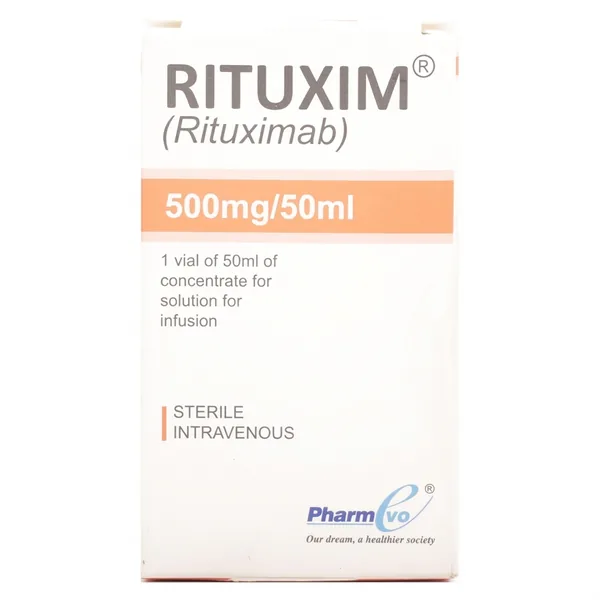 RITUXIM®
(Rituximab)
500mg/50ml
1 vial of 50ml of
concentrate for
solution for
infusion
STERILE
INTRAVENOUS
PharmEvo®
Our dream, a healthier society